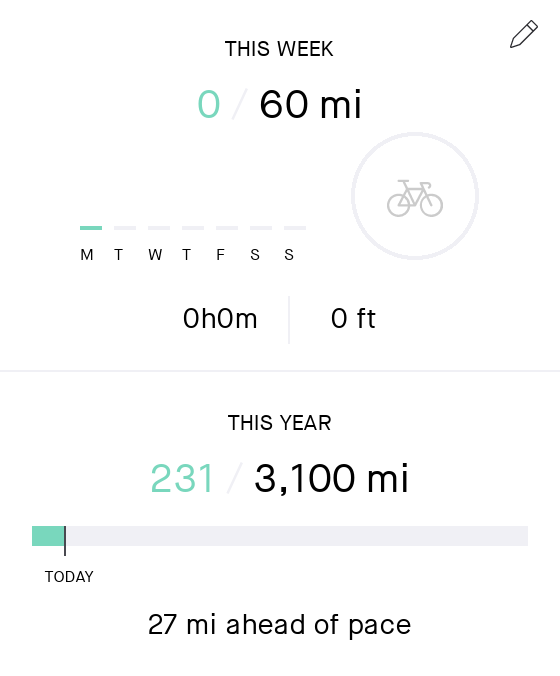 THIS WEEK
0 / 60 mi
M T W T F S S
0h0m 0 ft
THIS YEAR
231 / 3,100 mi
TODAY
27 mi ahead of pace